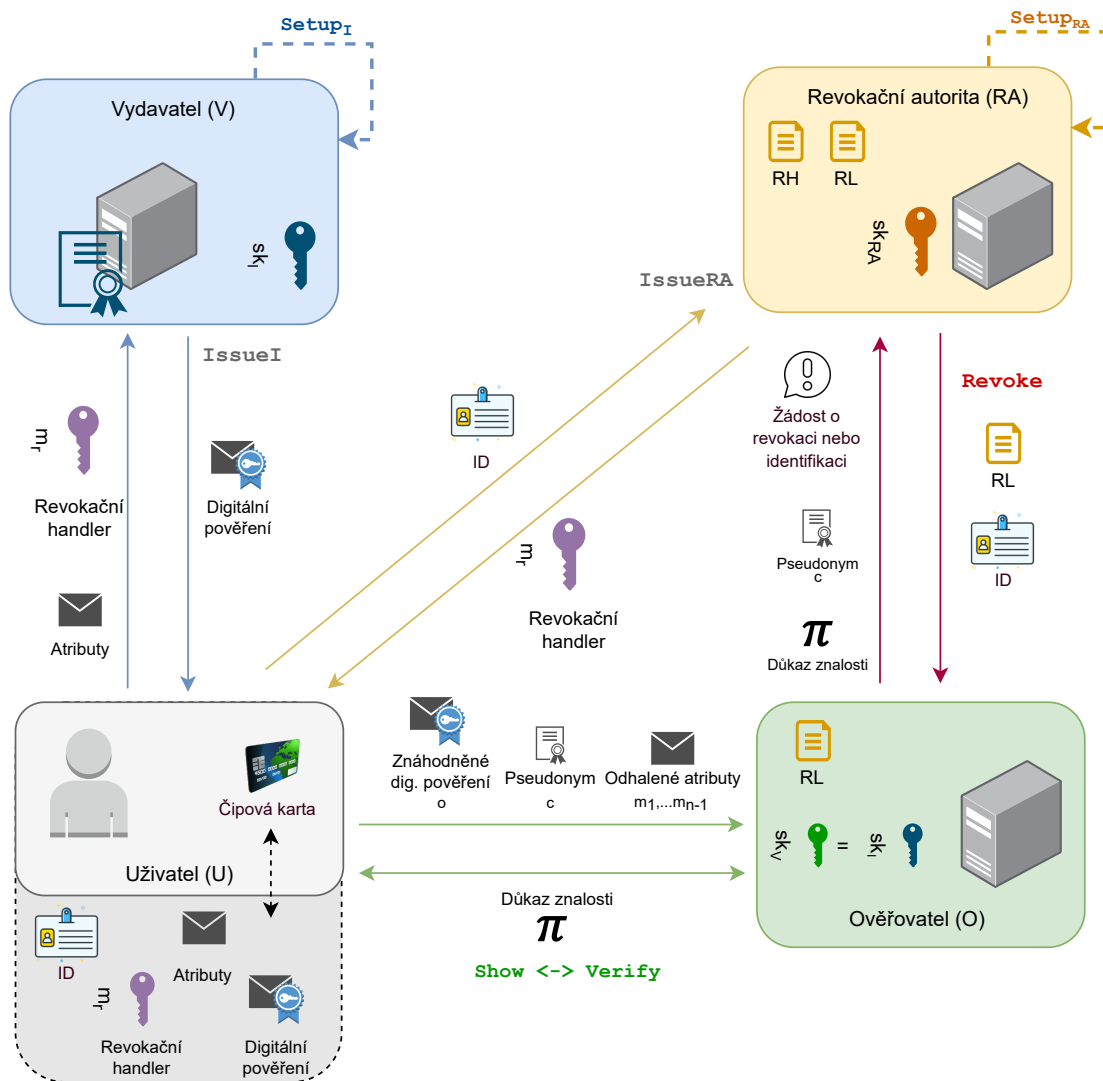 Setup_I
Setup_RA
Vydavatel (V)
sk_I
Revokační autorita (RA)
RH
RL
sk_RA
IssueI
IssueRA
m_r
Revokační
handler
Digitální
pověření
Atributy
ID
m_r
Revokační
handler
Žádost o
revokaci nebo
identifikaci
Revoke
RL
ID
Pseudonym
c
π
Důkaz znalosti
Čipová karta
Uživatel (U)
ID
Atributy
m_r
Revokační
handler
Digitální
pověření
Znáhodněné
dig. pověření
o
Pseudonym
c
Odhalené atributy
m_1,...m_n-1
Důkaz znalosti
π
Show <-> Verify
RL
sk_V
=
sk_I
Ověřovatel (O)